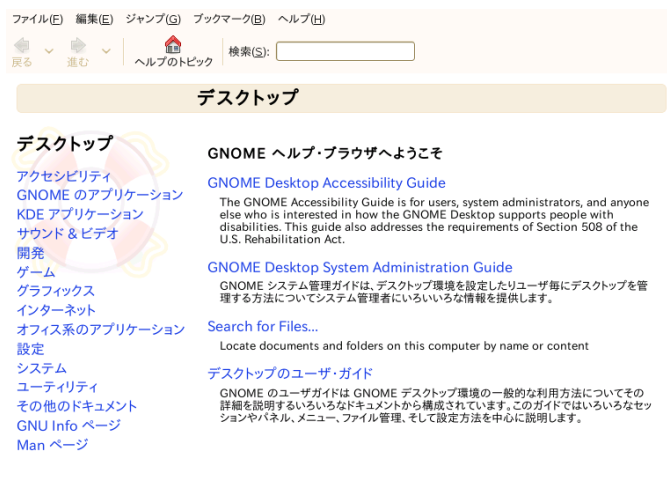 ファイル(F) 編集(E) ジャンプ(G) ブックマーク(B) ヘルプ(H)
戻る 進む ヘルプのトピック 検索(S):
デスクトップ
デスクトップ
アクセシビリティ
GNOME のアプリケーション
KDE アプリケーション
サウンド & ビデオ
開発
ゲーム
グラフィックス
インターネット
オフィス系のアプリケーション
設定
システム
ユーティリティ
その他のドキュメント
GNU Info ページ
Man ページ
GNOME ヘルプ・ブラウザへようこそ
GNOME Desktop Accessibility Guide
The GNOME Accessibility Guide is for users, system administrators, and anyone
else who is interested in how the GNOME Desktop supports people with
disabilities. This guide also addresses the requirements of Section 508 of the
U.S. Rehabilitation Act.
GNOME Desktop System Administration Guide
GNOME システム管理ガイドは、デスクトップ環境を設定したりユーザ毎にデスクトップを管
理する方法についてシステム管理者にいろいいろな情報を提供します。
Search for Files...
Locate documents and folders on this computer by name or content
デスクトップのユーザ・ガイド
GNOME のユーザガイドは GNOME デスクトップ環境の一般的な利用方法についてその
詳細を説明するいろいろなドキュメントから構成されています。このガイドではいろいろなセッ
ションやパネル、メニュー、ファイル管理、そして設定方法を中心に説明します。